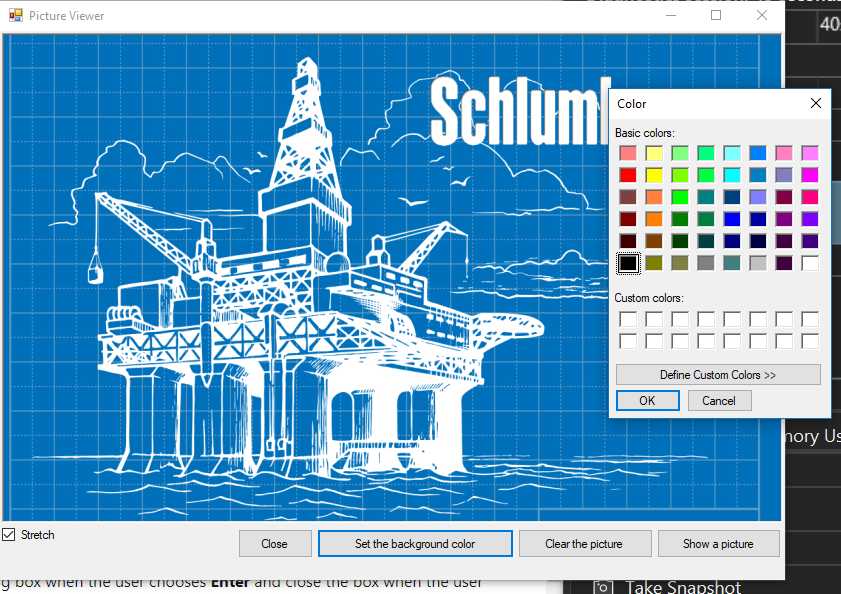 Picture Viewer
40
Schluml
Color
Basic colors:
Custom colors:
Define Custom Colors >>
OK
Cancel
nory Us
Stretch
Close
Set the background color
Clear the picture
Show a picture
g box when the user chooses Enter and close the box when the user
Take Snapshot